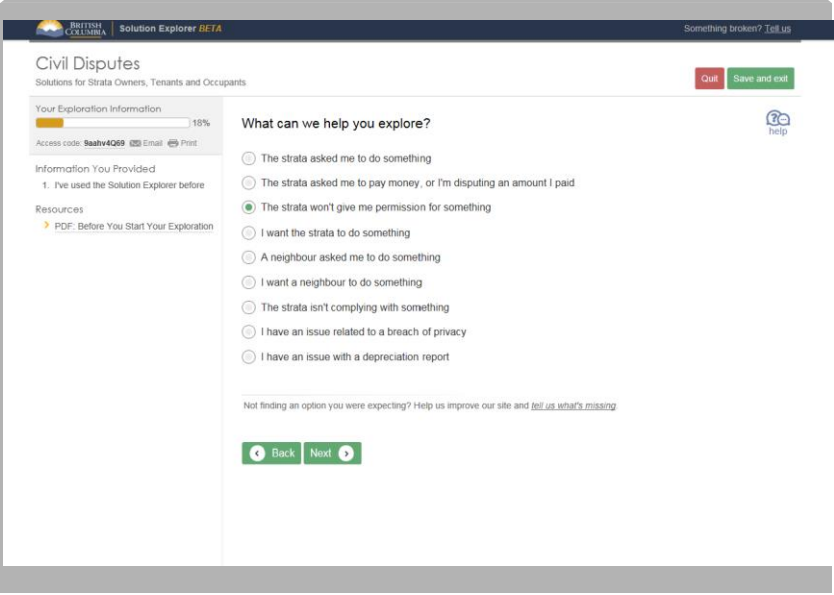 BRITISH COLUMBIA Solution Explorer BETA
Something broken? Tell us
Civil Disputes
Solutions for Strata Owners, Tenants and Occupants
Quit
Save and exit
Your Exploration Information
18%
Access code: 9aahv4Q69 Email Print
Information You Provided
1. I've used the Solution Explorer before
Resources
PDF: Before You Start Your Exploration
What can we help you explore?
help
The strata asked me to do something
The strata asked me to pay money, or I'm disputing an amount I paid
The strata won't give me permission for something
I want the strata to do something
A neighbour asked me to do something
I want a neighbour to do something
The strata isn't complying with something
I have an issue related to a breach of privacy
I have an issue with a depreciation report
Not finding an option you were expecting? Help us improve our site and tell us what's missing.
Back
Next